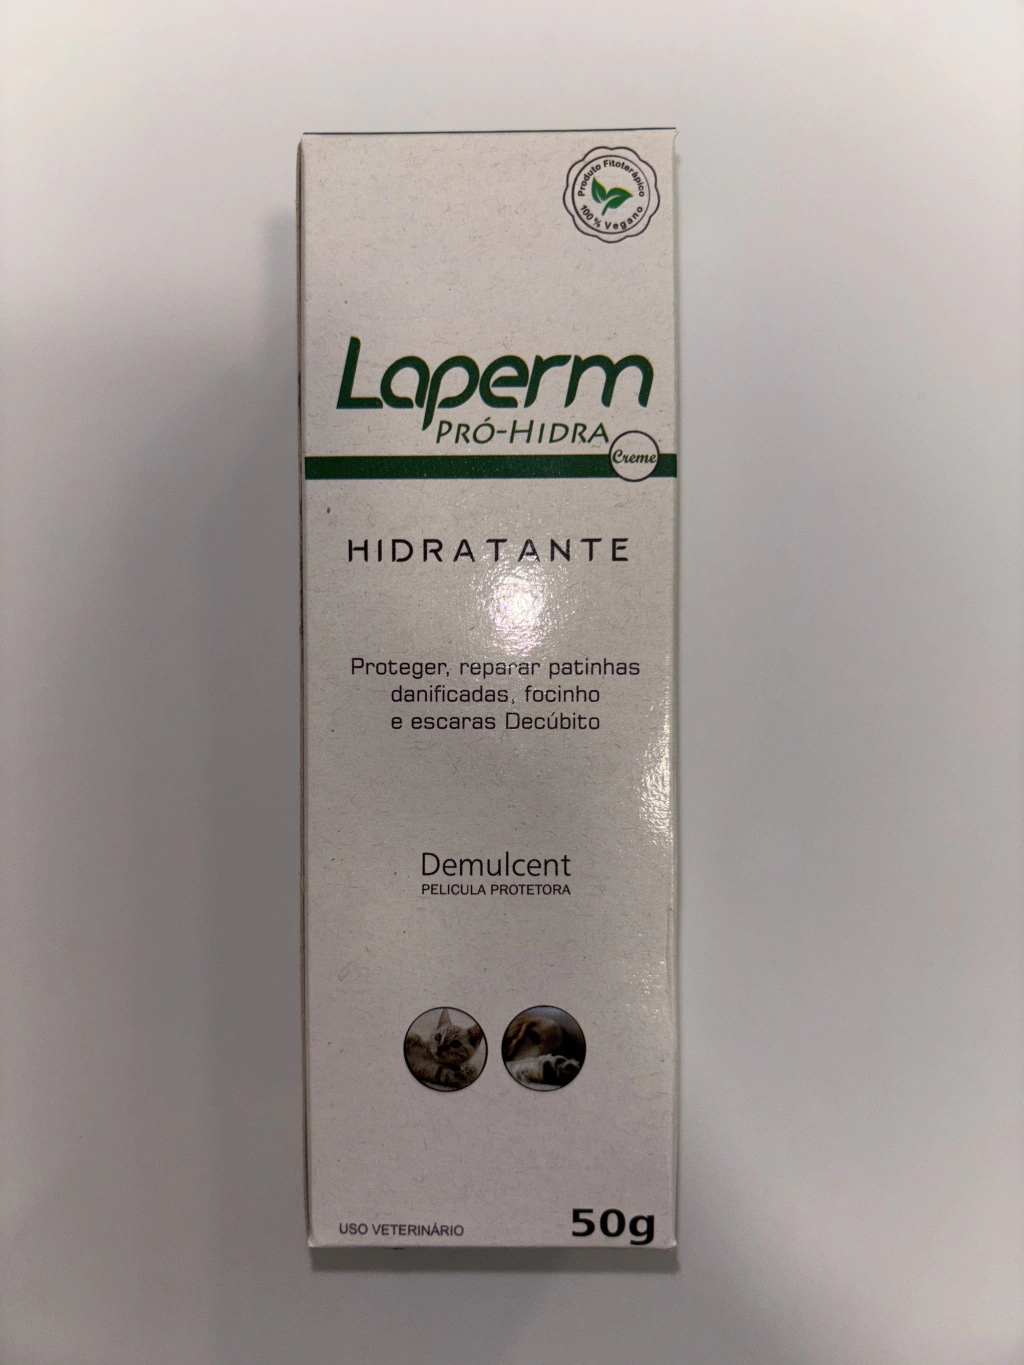 Produto Fitoterápico
100% Vegano
Laperm
PRÓ-HIDRA
Creme
HIDRATANTE
Proteger, reparar patinhas
danificadas, focinho
e escaras Decúbito
Demulcent
PELICULA PROTETORA
USO VETERINÁRIO
50g